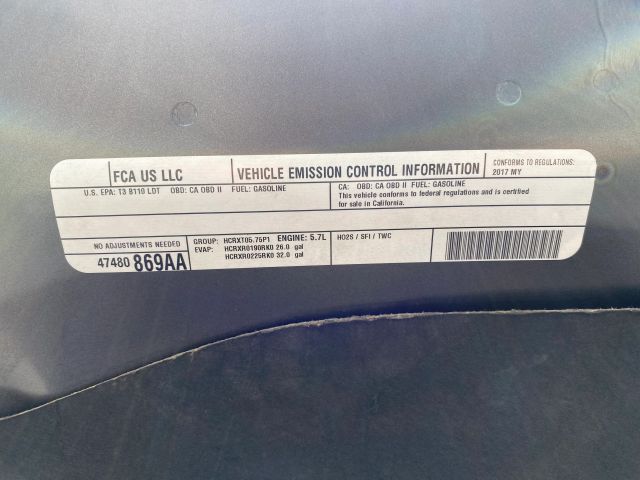 FCA US LLC
VEHICLE EMISSION CONTROL INFORMATION
CONFORMS TO REGULATIONS:
2017 MY
U.S. EPA: T3 B110 LDT OBD: CA OBD II FUEL: GASOLINE
CA: OBD: CA OBD II FUEL: GASOLINE
This vehicle conforms to federal regulations and is certified
for sale in California.
NO ADJUSTMENTS NEEDED
47480 869AA
GROUP: HCRXT05.75P1 ENGINE: 5.7L
EVAP: HCRXR0190RK0 26.0 gal
HCRXR0225RK0 32.0 gal
HO2S / SFI / TWC